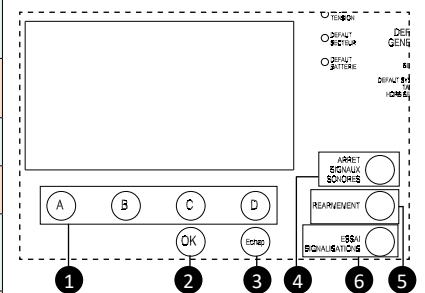 TENSION
DEFAUT
SECTEUR
DEF
GENE
DEFAUT
BATTERIE
DEFAUT SYS
HORS
ARRET
SIGNAUX
SONORES
A B C D
REARMEMENT
OK Echap
ESSAI
SIGNALISATIONS
1 2 3 4 6 5